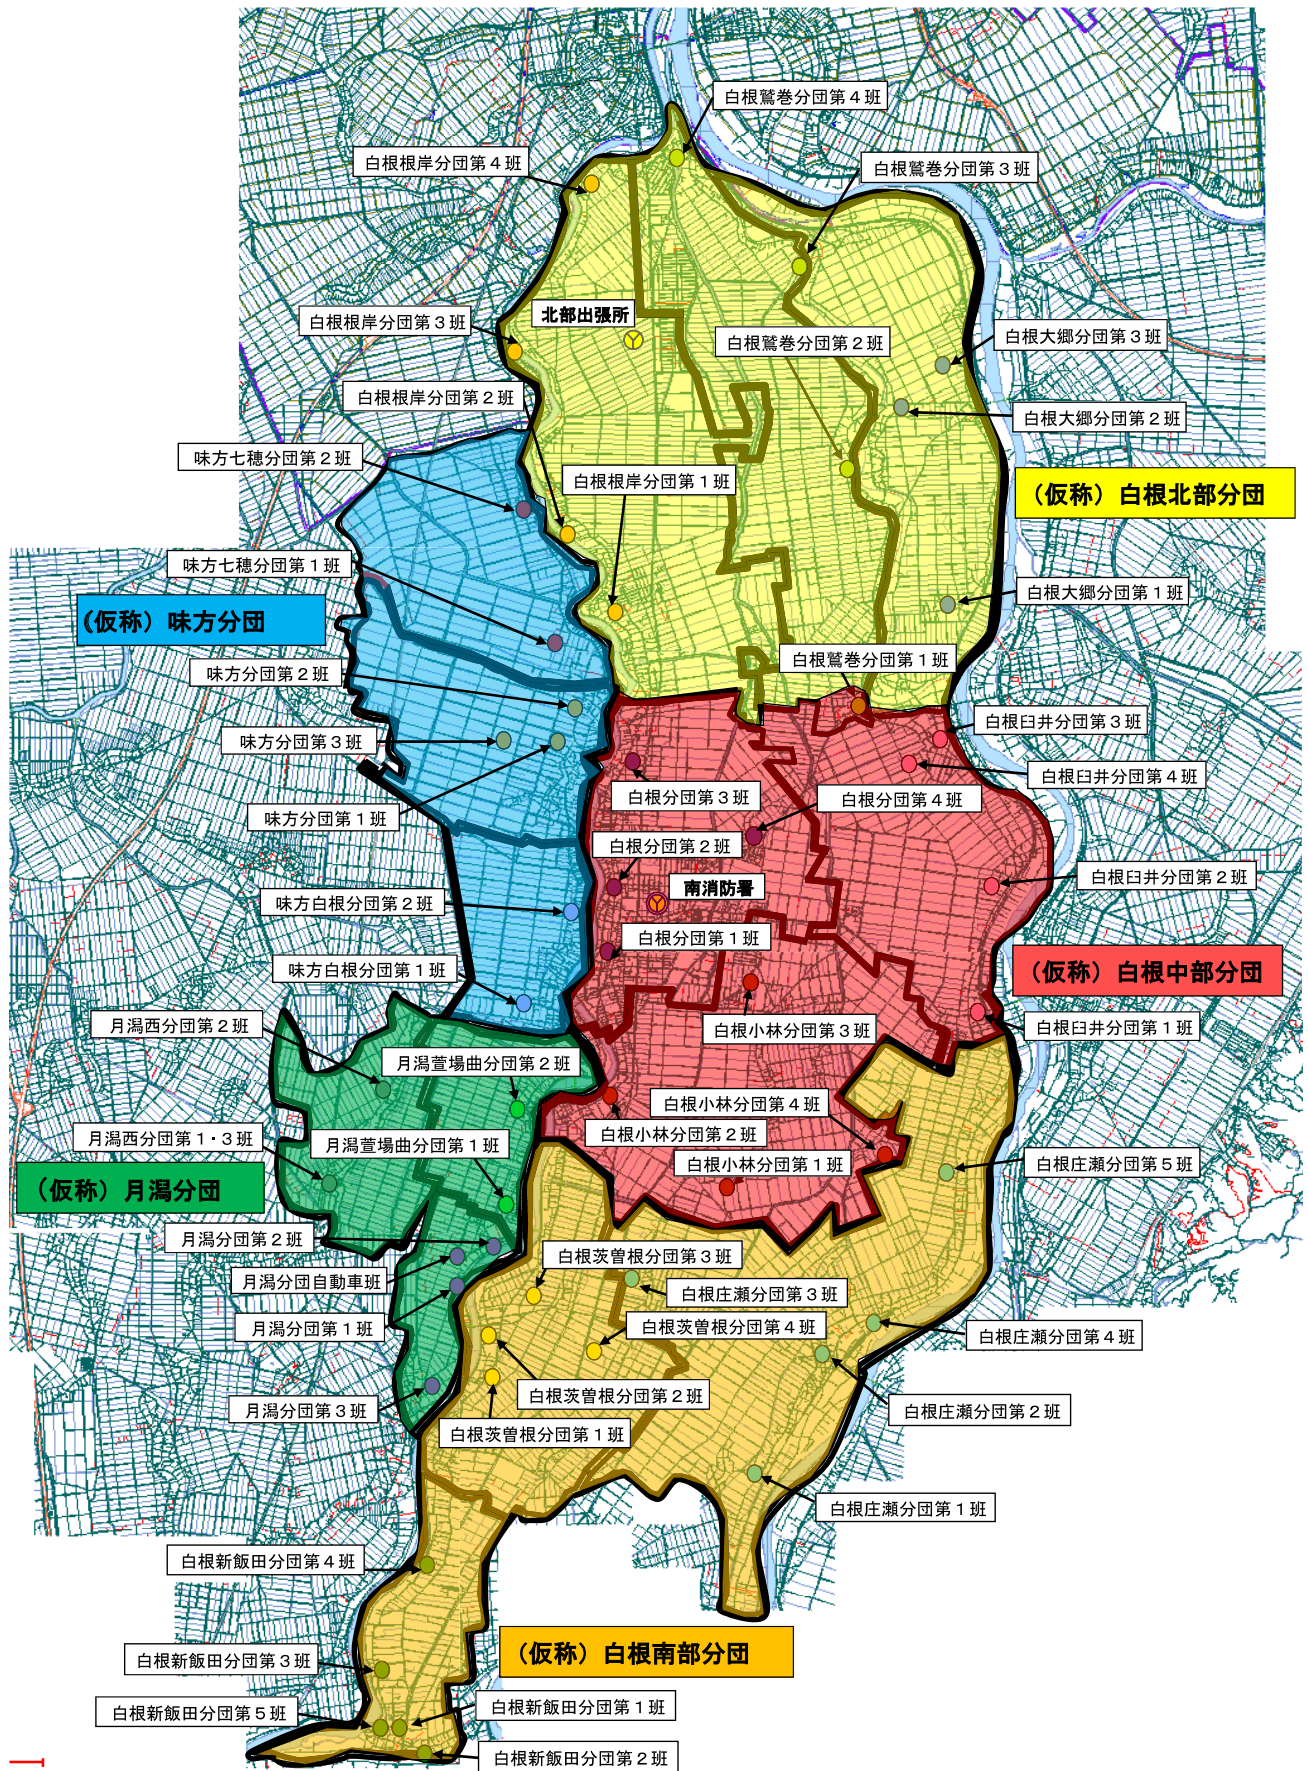 白根鷲巻分団第４班
白根根岸分団第４班
白根鷲巻分団第３班
北部出張所
白根根岸分団第３班
白根鷲巻分団第２班
白根大郷分団第３班
白根根岸分団第２班
白根大郷分団第２班
味方七穂分団第２班
白根根岸分団第１班
（仮称）白根北部分団
味方七穂分団第１班
白根大郷分団第１班
（仮称）味方分団
白根鷲巻分団第１班
味方分団第２班
白根臼井分団第３班
味方分団第３班
白根臼井分団第４班
白根分団第３班
白根分団第４班
味方分団第１班
白根分団第２班
白根臼井分団第２班
南消防署
味方白根分団第２班
白根分団第１班
味方白根分団第１班
（仮称）白根中部分団
月潟西分団第２班
白根小林分団第３班
白根臼井分団第１班
月潟萱場曲分団第２班
白根小林分団第４班
月潟西分団第１・３班
白根小林分団第２班
月潟萱場曲分団第１班
白根小林分団第１班
白根庄瀬分団第５班
（仮称）月潟分団
月潟分団第２班
白根茨曽根分団第３班
月潟分団自動車班
白根庄瀬分団第３班
月潟分団第１班
白根茨曽根分団第４班
白根庄瀬分団第４班
白根茨曽根分団第２班
月潟分団第３班
白根庄瀬分団第２班
白根茨曽根分団第１班
白根庄瀬分団第１班
白根新飯田分団第４班
（仮称）白根南部分団
白根新飯田分団第３班
白根新飯田分団第１班
白根新飯田分団第５班
白根新飯田分団第２班